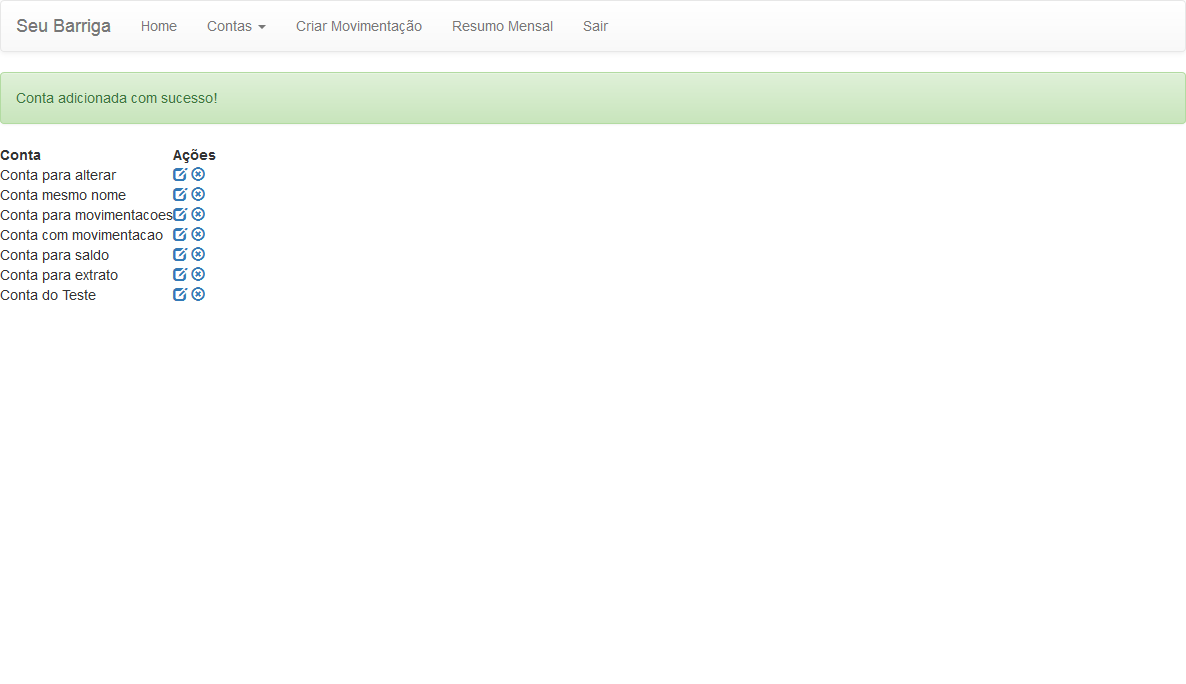 Seu Barriga Home Contas Criar Movimentação Resumo Mensal Sair
Conta adicionada com sucesso!
Conta Ações
Conta para alterar
Conta mesmo nome
Conta para movimentacoes
Conta com movimentacao
Conta para saldo
Conta para extrato
Conta do Teste